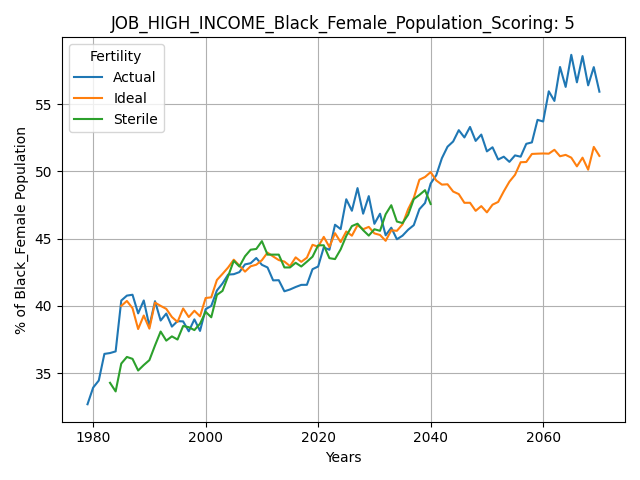 JOB_HIGH_INCOME_Black_Female_Population_Scoring: 5
Fertility
Actual
Ideal
Sterile
% of Black_Female Population
55
50
45
40
35
1980 2000 2020 2040 2060
Years